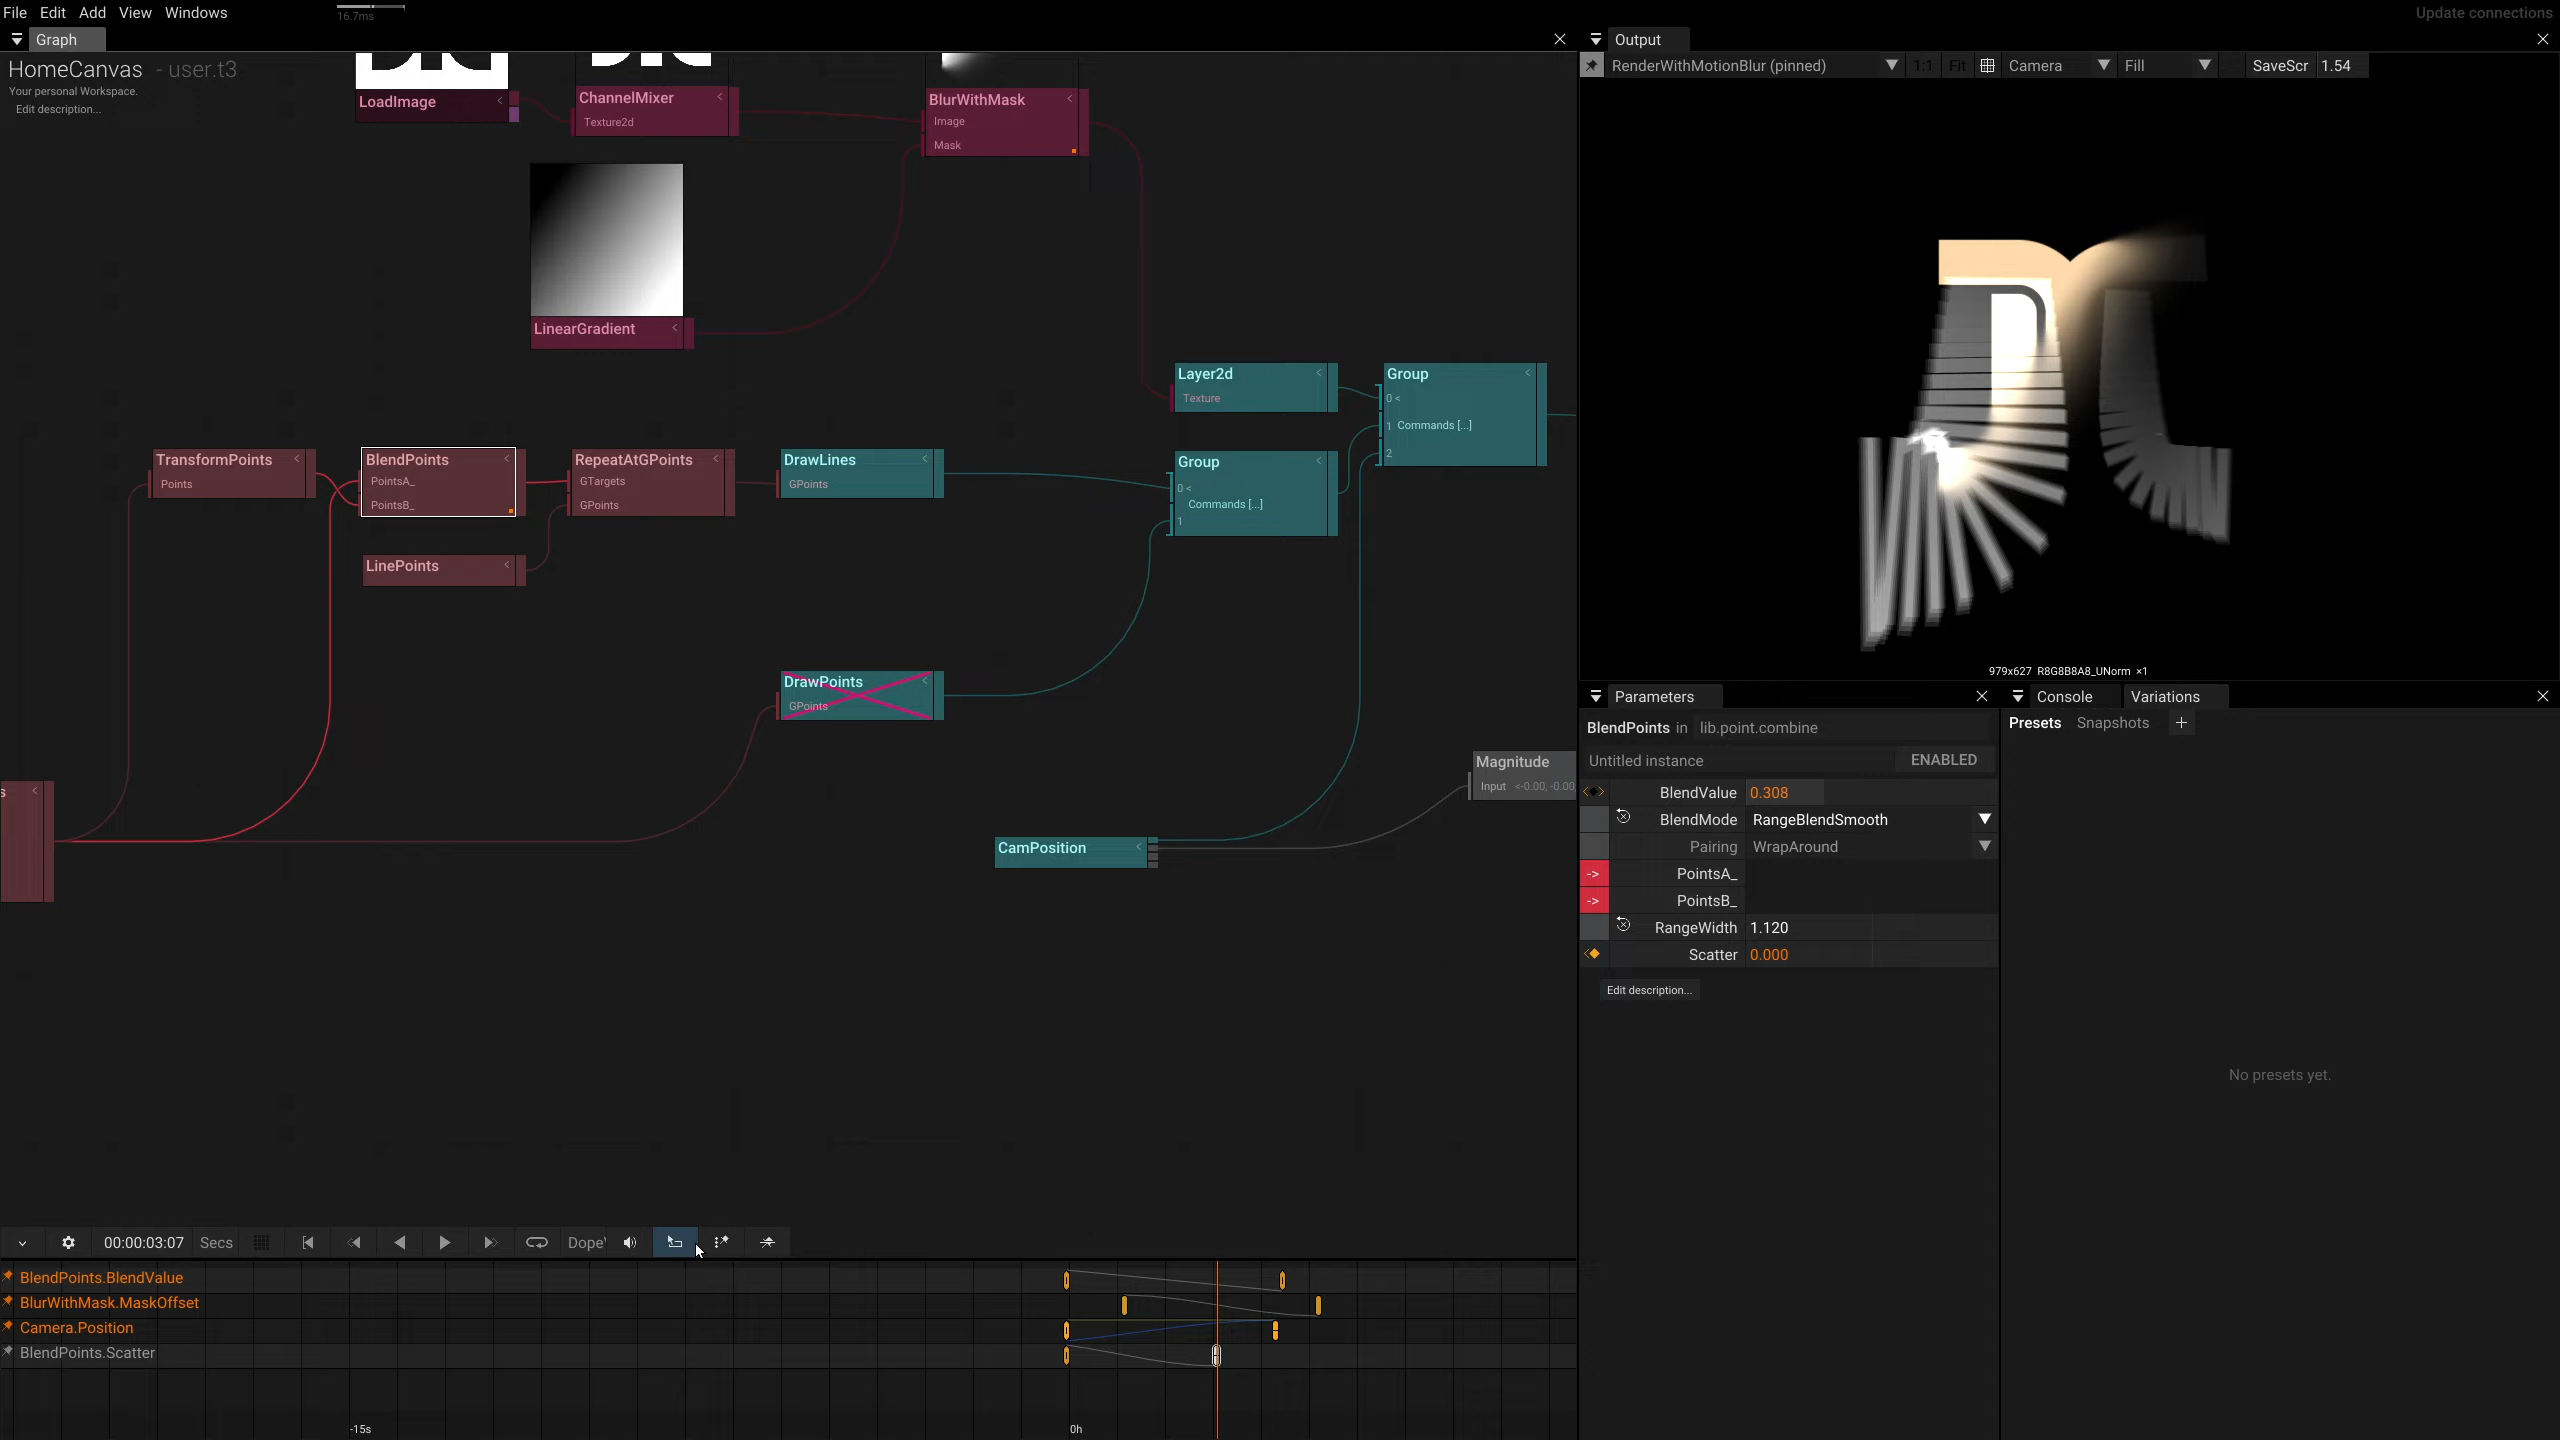 File Edit Add View Windows
16.7ms
Update connections
Graph
HomeCanvas - user.t3
Your personal Workspace.
Edit description...
LoadImage
ChannelMixer
Texture2d
BlurWithMask
Image
Mask
LinearGradient
Layer2d
Texture
Group
0 <
1 Commands [...]
2
TransformPoints
Points
BlendPoints
PointsA_
PointsB_
RepeatAtGPoints
GTargets
GPoints
DrawLines
GPoints
Group
0 <
Commands [...]
1
LinePoints
DrawPoints
GPoints
s
Magnitude
Input <-0.00, -0.00,
CamPosition
Output
RenderWithMotionBlur (pinned) 1:1 Fit Camera Fill SaveScr 1.54
979x627 R8G8B8A8_UNorm ×1
Parameters
BlendPoints in lib.point.combine
Untitled instance ENABLED
BlendValue 0.308
BlendMode RangeBlendSmooth
Pairing WrapAround
-> PointsA_
-> PointsB_
RangeWidth 1.120
Scatter 0.000
Edit description...
Console Variations
Presets Snapshots +
No presets yet.
00:00:03:07 Secs Dope
BlendPoints.BlendValue
BlurWithMask.MaskOffset
Camera.Position
BlendPoints.Scatter
-15s 0h